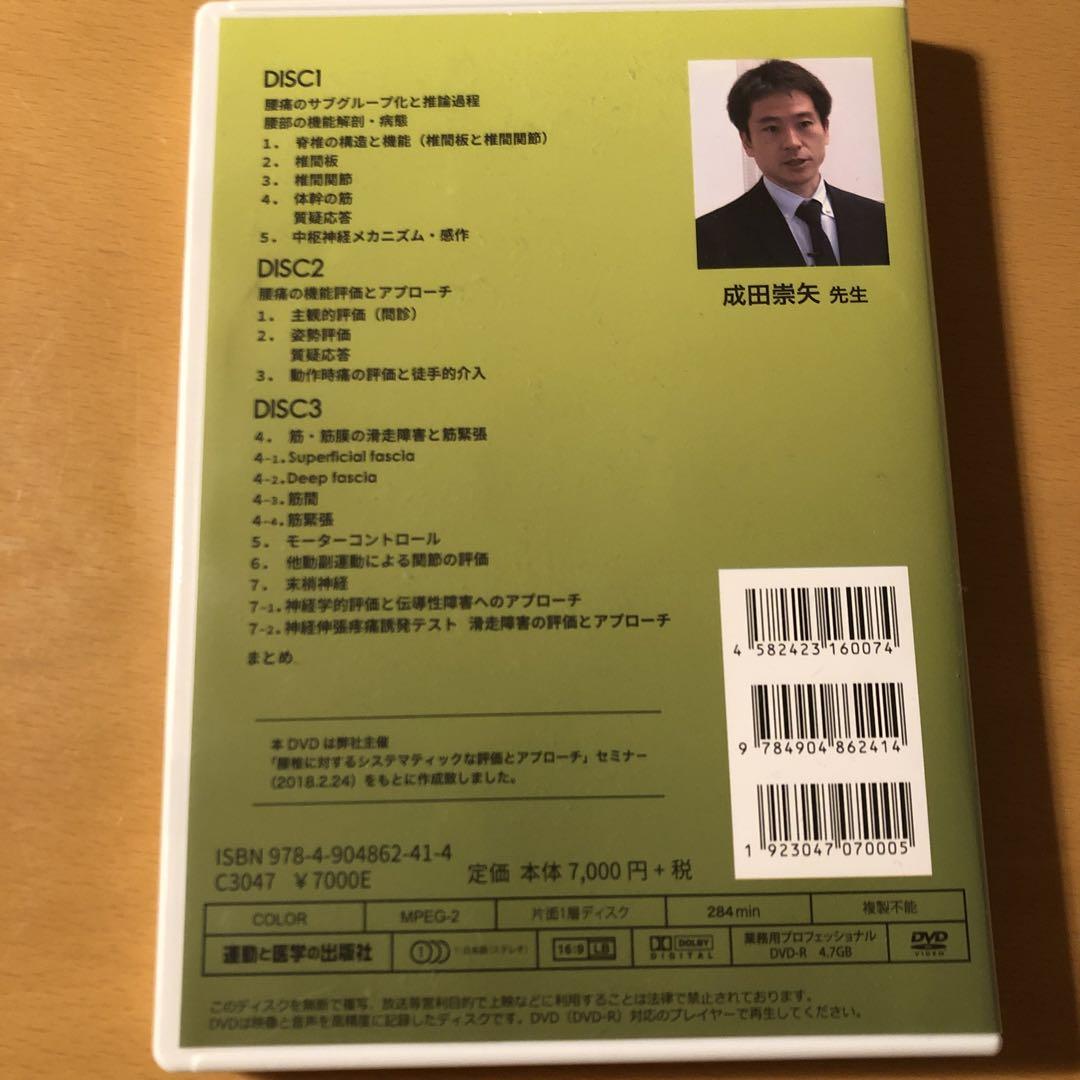 DISC1
腰痛のサブグループ化と推論過程
腰部の機能解剖・病態
1. 脊椎の構造と機能(椎間板と椎間関節)
2. 椎間板
3. 椎間関節
4. 体幹の筋
質疑応答
5. 中枢神経メカニズム・感作
DISC2
腰痛の機能評価とアプローチ
1. 主観的評価(問診)
2. 姿勢評価
質疑応答
3. 動作時痛の評価と徒手的介入
DISC3
4. 筋・筋膜の滑走障害と筋緊張
4-1.Superficial fascia
4-2.Deep fascia
4-3.筋間
4-4.筋緊張
5. モーターコントロール
6. 他動副運動による関節の評価
7. 末梢神経
7-1.神経学的評価と伝導性障害へのアプローチ
7-2.神経伸張疼痛誘発テスト 滑走障害の評価とアプローチ
まとめ
成田崇矢 先生
本DVDは弊社主催
「腰椎に対するシステマティックな評価とアプローチ」セミナー
(2018.2.24)をもとに作成致しました。
4 582423 160074
9 784904 862414
1 923047 070005
ISBN 978-4-904862-41-4
C3047 ¥7000E
定価 本体 7,000 円+税
COLOR MPEG-2 片面1層ディスク 284min 複製不能
運動と医学の出版社 1 1:日本語(ステレオ) 16:9 LB DOLBY DIGITAL 業務用プロフェッショナル DVD-R 4.7GB DVD VIDEO
このディスクを無断で複写、放送等営利目的で上映などに利用することは法律で禁止されております。
DVDは映像と音声を高精度に記録したディスクです。DVD(DVD-R)対応のプレイヤーで再生してください。